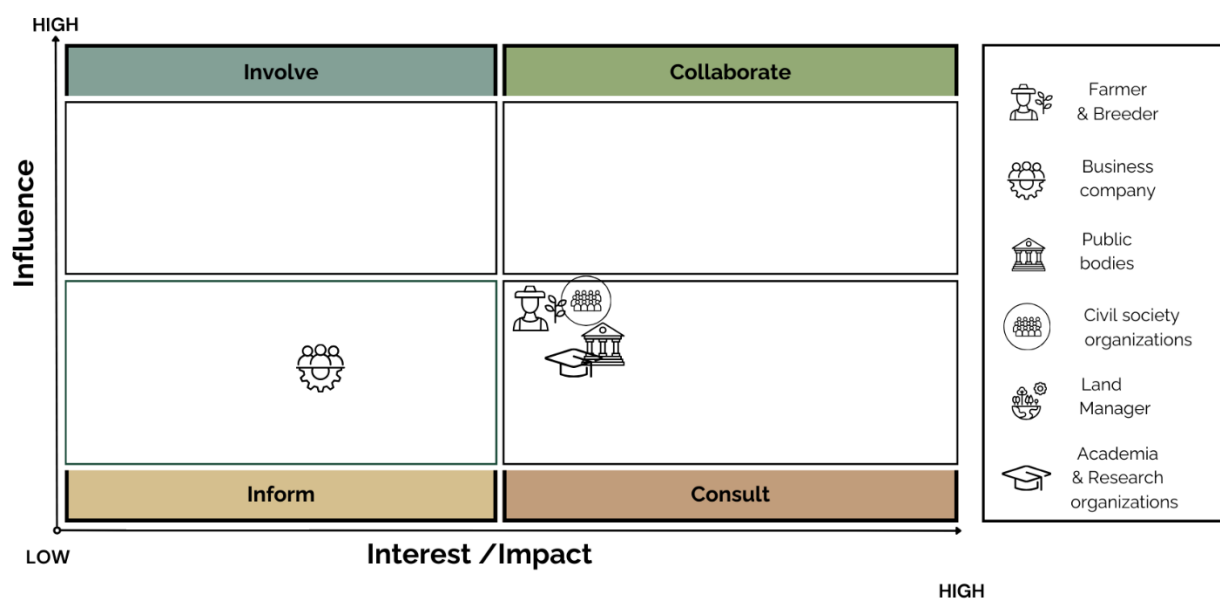 HIGH
Involve
Collaborate
Influence
Inform
Consult
LOW
Interest /Impact
HIGH
Farmer
& Breeder
Business
company
Public
bodies
Civil society
organizations
Land
Manager
Academia
& Research
organizations